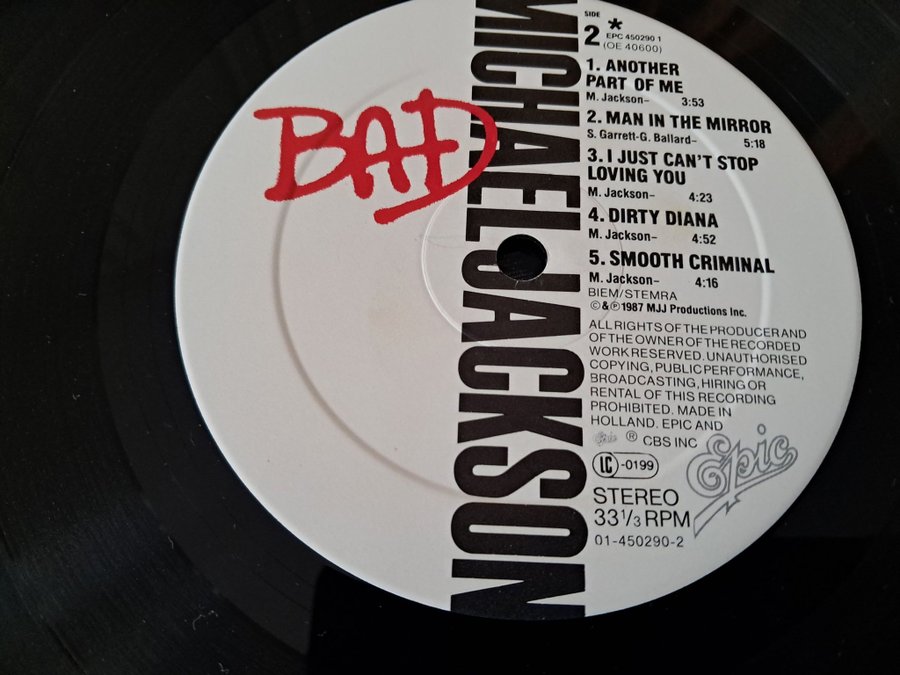 BAD
MICHAEL JACKSON
SIDE
2 *
EPC 450290 1
(OE 40600)
1. ANOTHER
PART OF ME
M. Jackson– 3:53
2. MAN IN THE MIRROR
S. Garrett-G. Ballard– 5:18
3. I JUST CAN'T STOP
LOVING YOU
M. Jackson– 4:23
4. DIRTY DIANA
M. Jackson– 4:52
5. SMOOTH CRIMINAL
M. Jackson– 4:16
BIEM/STEMRA
©&℗1987 MJJ Productions Inc.
ALL RIGHTS OF THE PRODUCER AND
OF THE OWNER OF THE RECORDED
WORK RESERVED. UNAUTHORISED
COPYING, PUBLIC PERFORMANCE,
BROADCASTING, HIRING OR
RENTAL OF THIS RECORDING
PROHIBITED. MADE IN
HOLLAND. EPIC AND
Epic ® CBS INC
LC -0199
Epic
STEREO
33 1/3 RPM
01-450290-2